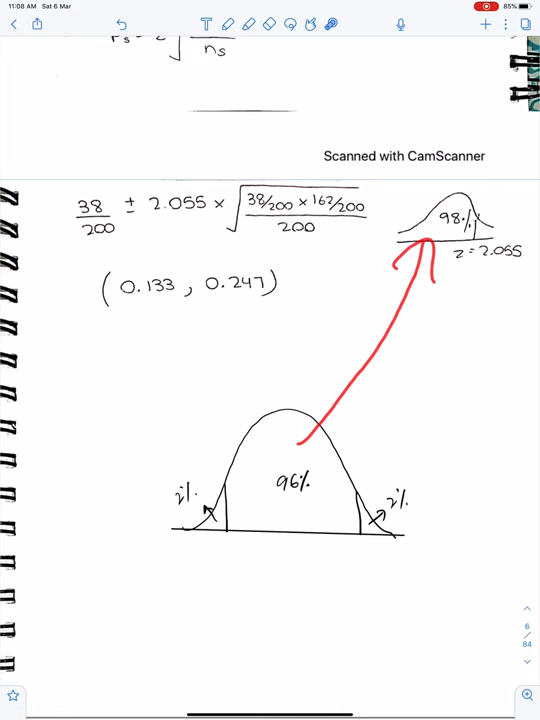 11:08 AM Sat 6 Mar 85%
ns
Scanned with CamScanner
38/200 ± 2.055 × √(38/200 × 162/200 / 200)
98%
z = 2.055
(0.133, 0.247)
96%
2%. 2%.
6
/
84